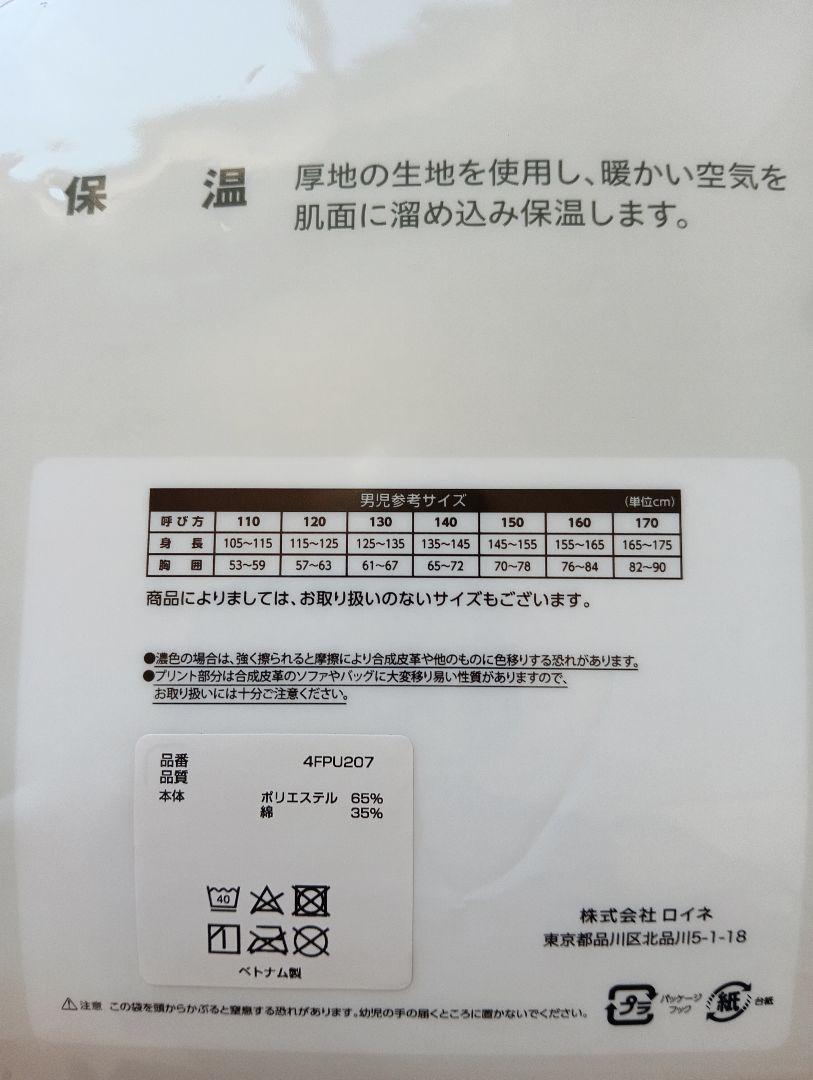 保 温
厚地の生地を使用し、暖かい空気を
肌面に溜め込み保温します。
男児参考サイズ (単位cm)
呼び方 110 120 130 140 150 160 170
身 長 105〜115 115〜125 125〜135 135〜145 145〜155 155〜165 165〜175
胸 囲 53〜59 57〜63 61〜67 65〜72 70〜78 76〜84 82〜90
商品によりましては、お取り扱いのないサイズもございます。
●濃色の場合は、強く擦られると摩擦により合成皮革や他のものに色移りする恐れがあります。
●プリント部分は合成皮革のソファやバッグに大変移り易い性質がありますので、
お取り扱いには十分ご注意ください。
品番 4FPU207
品質
本体 ポリエステル 65%
綿 35%
40
ベトナム製
株式会社 ロイネ
東京都品川区北品川5-1-18
⚠注意 この袋を頭からかぶると窒息する恐れがあります。幼児の手の届くところに置かないでください。
プラ パッケージ
フック
紙 台紙